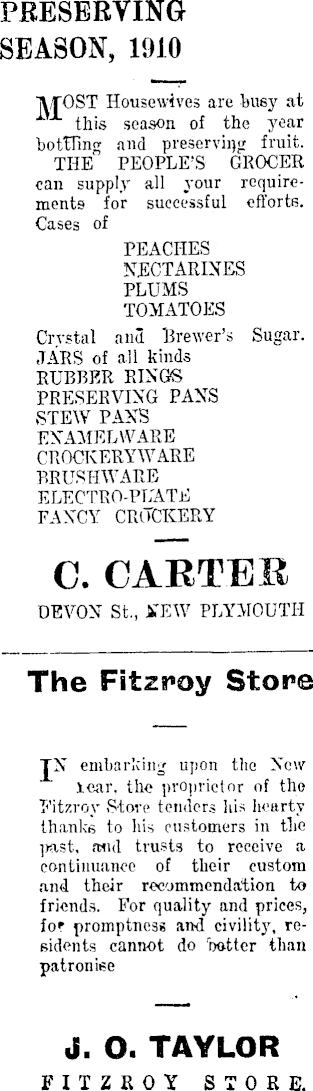 PRESERVING
SEASON, 1910
MOST Housewives are busy at
this season of the year
bottling and preserving fruit.
THE PEOPLE'S GROCER
can supply all your require-
ments for successful efforts.
Cases of
PEACHES
NECTARINES
PLUMS
TOMATOES
Crystal and Brewer's Sugar.
JARS of all kinds
RUBBER RINGS
PRESERVING PANS
STEW PANS
ENAMELWARE
CROCKERYWARE
BRUSHWARE
ELECTRO-PLATE
FANCY CROCKERY
C. CARTER
DEVON St., NEW PLYMOUTH
The Fitzroy Store
IN embarking upon the New
Year, the proprietor of the
Fitzroy Store tenders his hearty
thanks to his customers in the
past, and trusts to receive a
continuance of their custom
and their recommendation to
friends. For quality and prices,
for promptness and civility, re-
sidents cannot do better than
patronise
J. O. TAYLOR
FITZROY STORE.